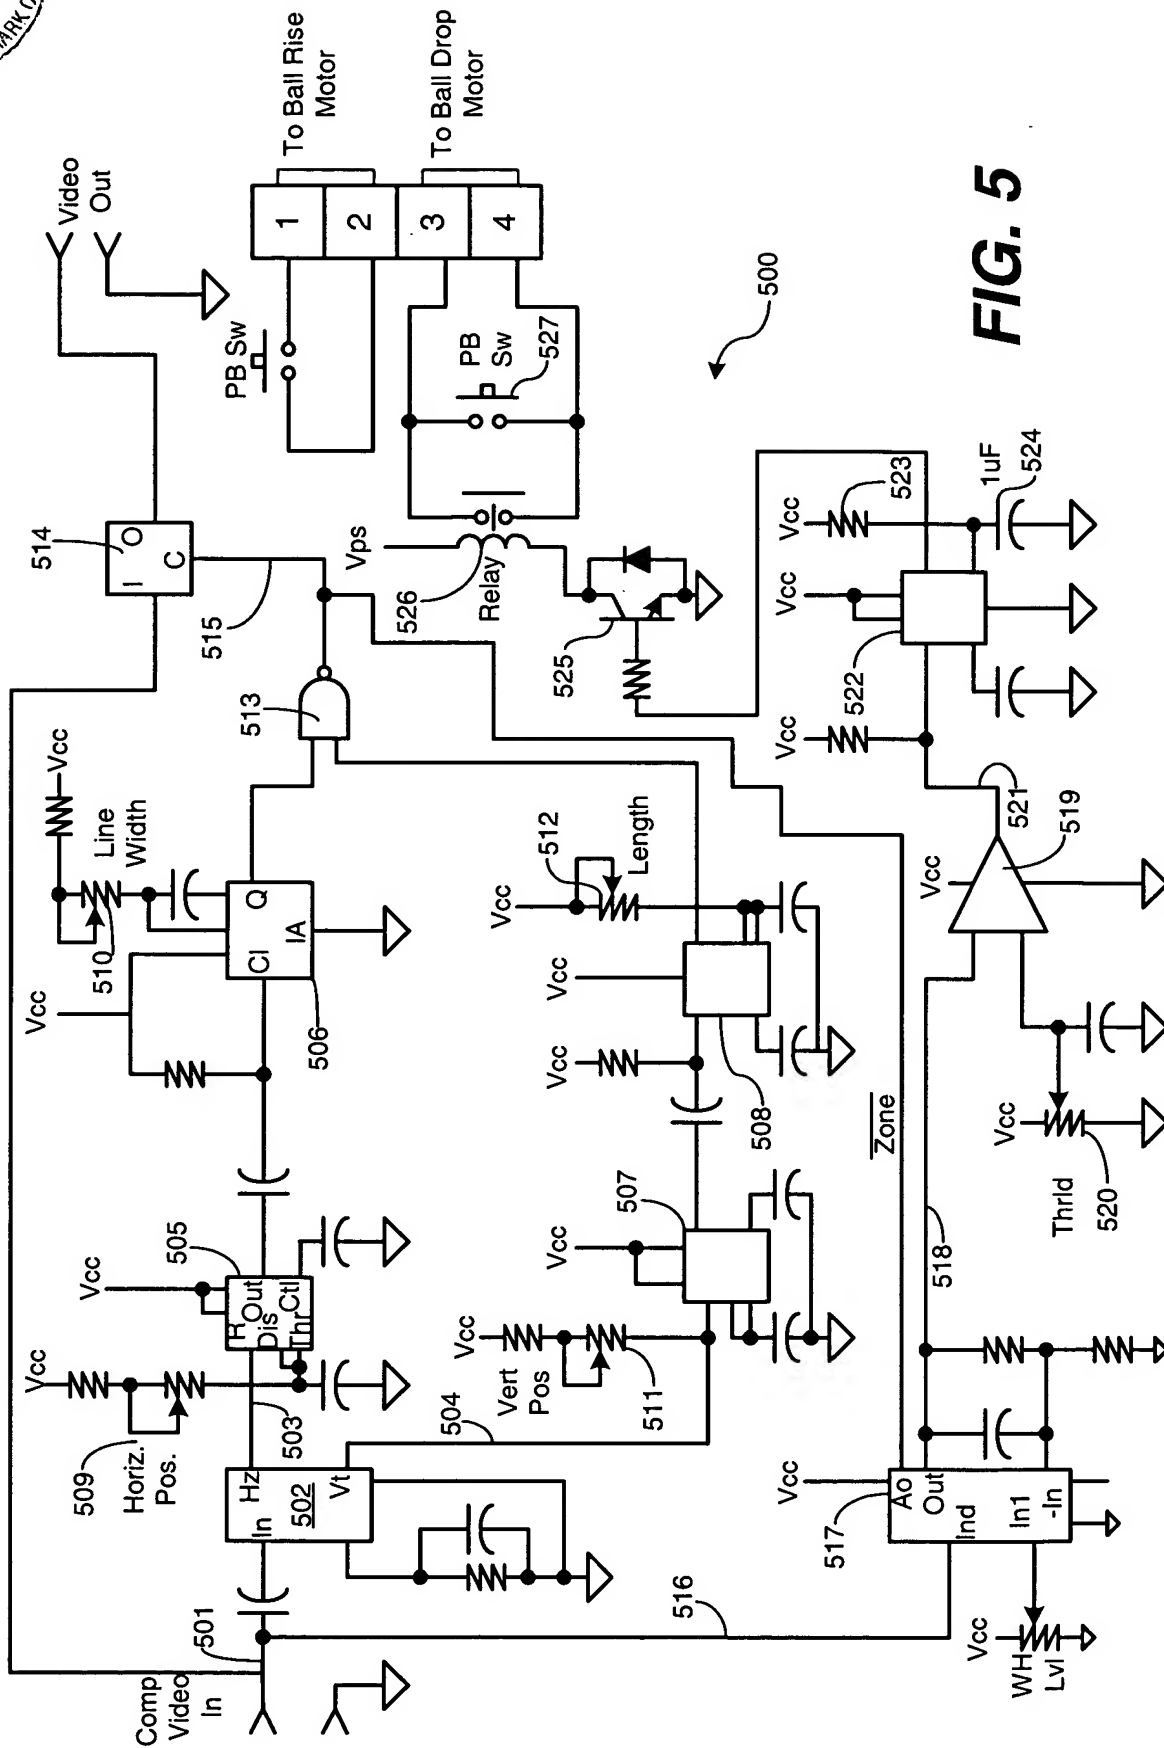 Video
Out
To Ball Rise
Motor
To Ball Drop
Motor
1
2
3
4
PB Sw
PB
Sw
527
500
FIG. 5
514
I
O
C
515
Vps
526
Relay
525
513
Vcc
Line
Width
510
Q
Cl
IA
506
Vcc
512
Length
Vcc
Vcc
Vcc
508
507
Vcc
505
Vcc
R
Out
Dis
Thr
Ctl
Vcc
509
Horiz.
Pos.
503
504
Vcc
Vert
Pos
511
Hz
In
502
Vt
501
Comp
Video
In
516
Zone
Vcc
523
1uF
524
Vcc
522
Vcc
521
519
Vcc
Vcc
Thrld
520
518
Vcc
517
Ao
Out
Ind
In1
-In
Vcc
WH
Lvl